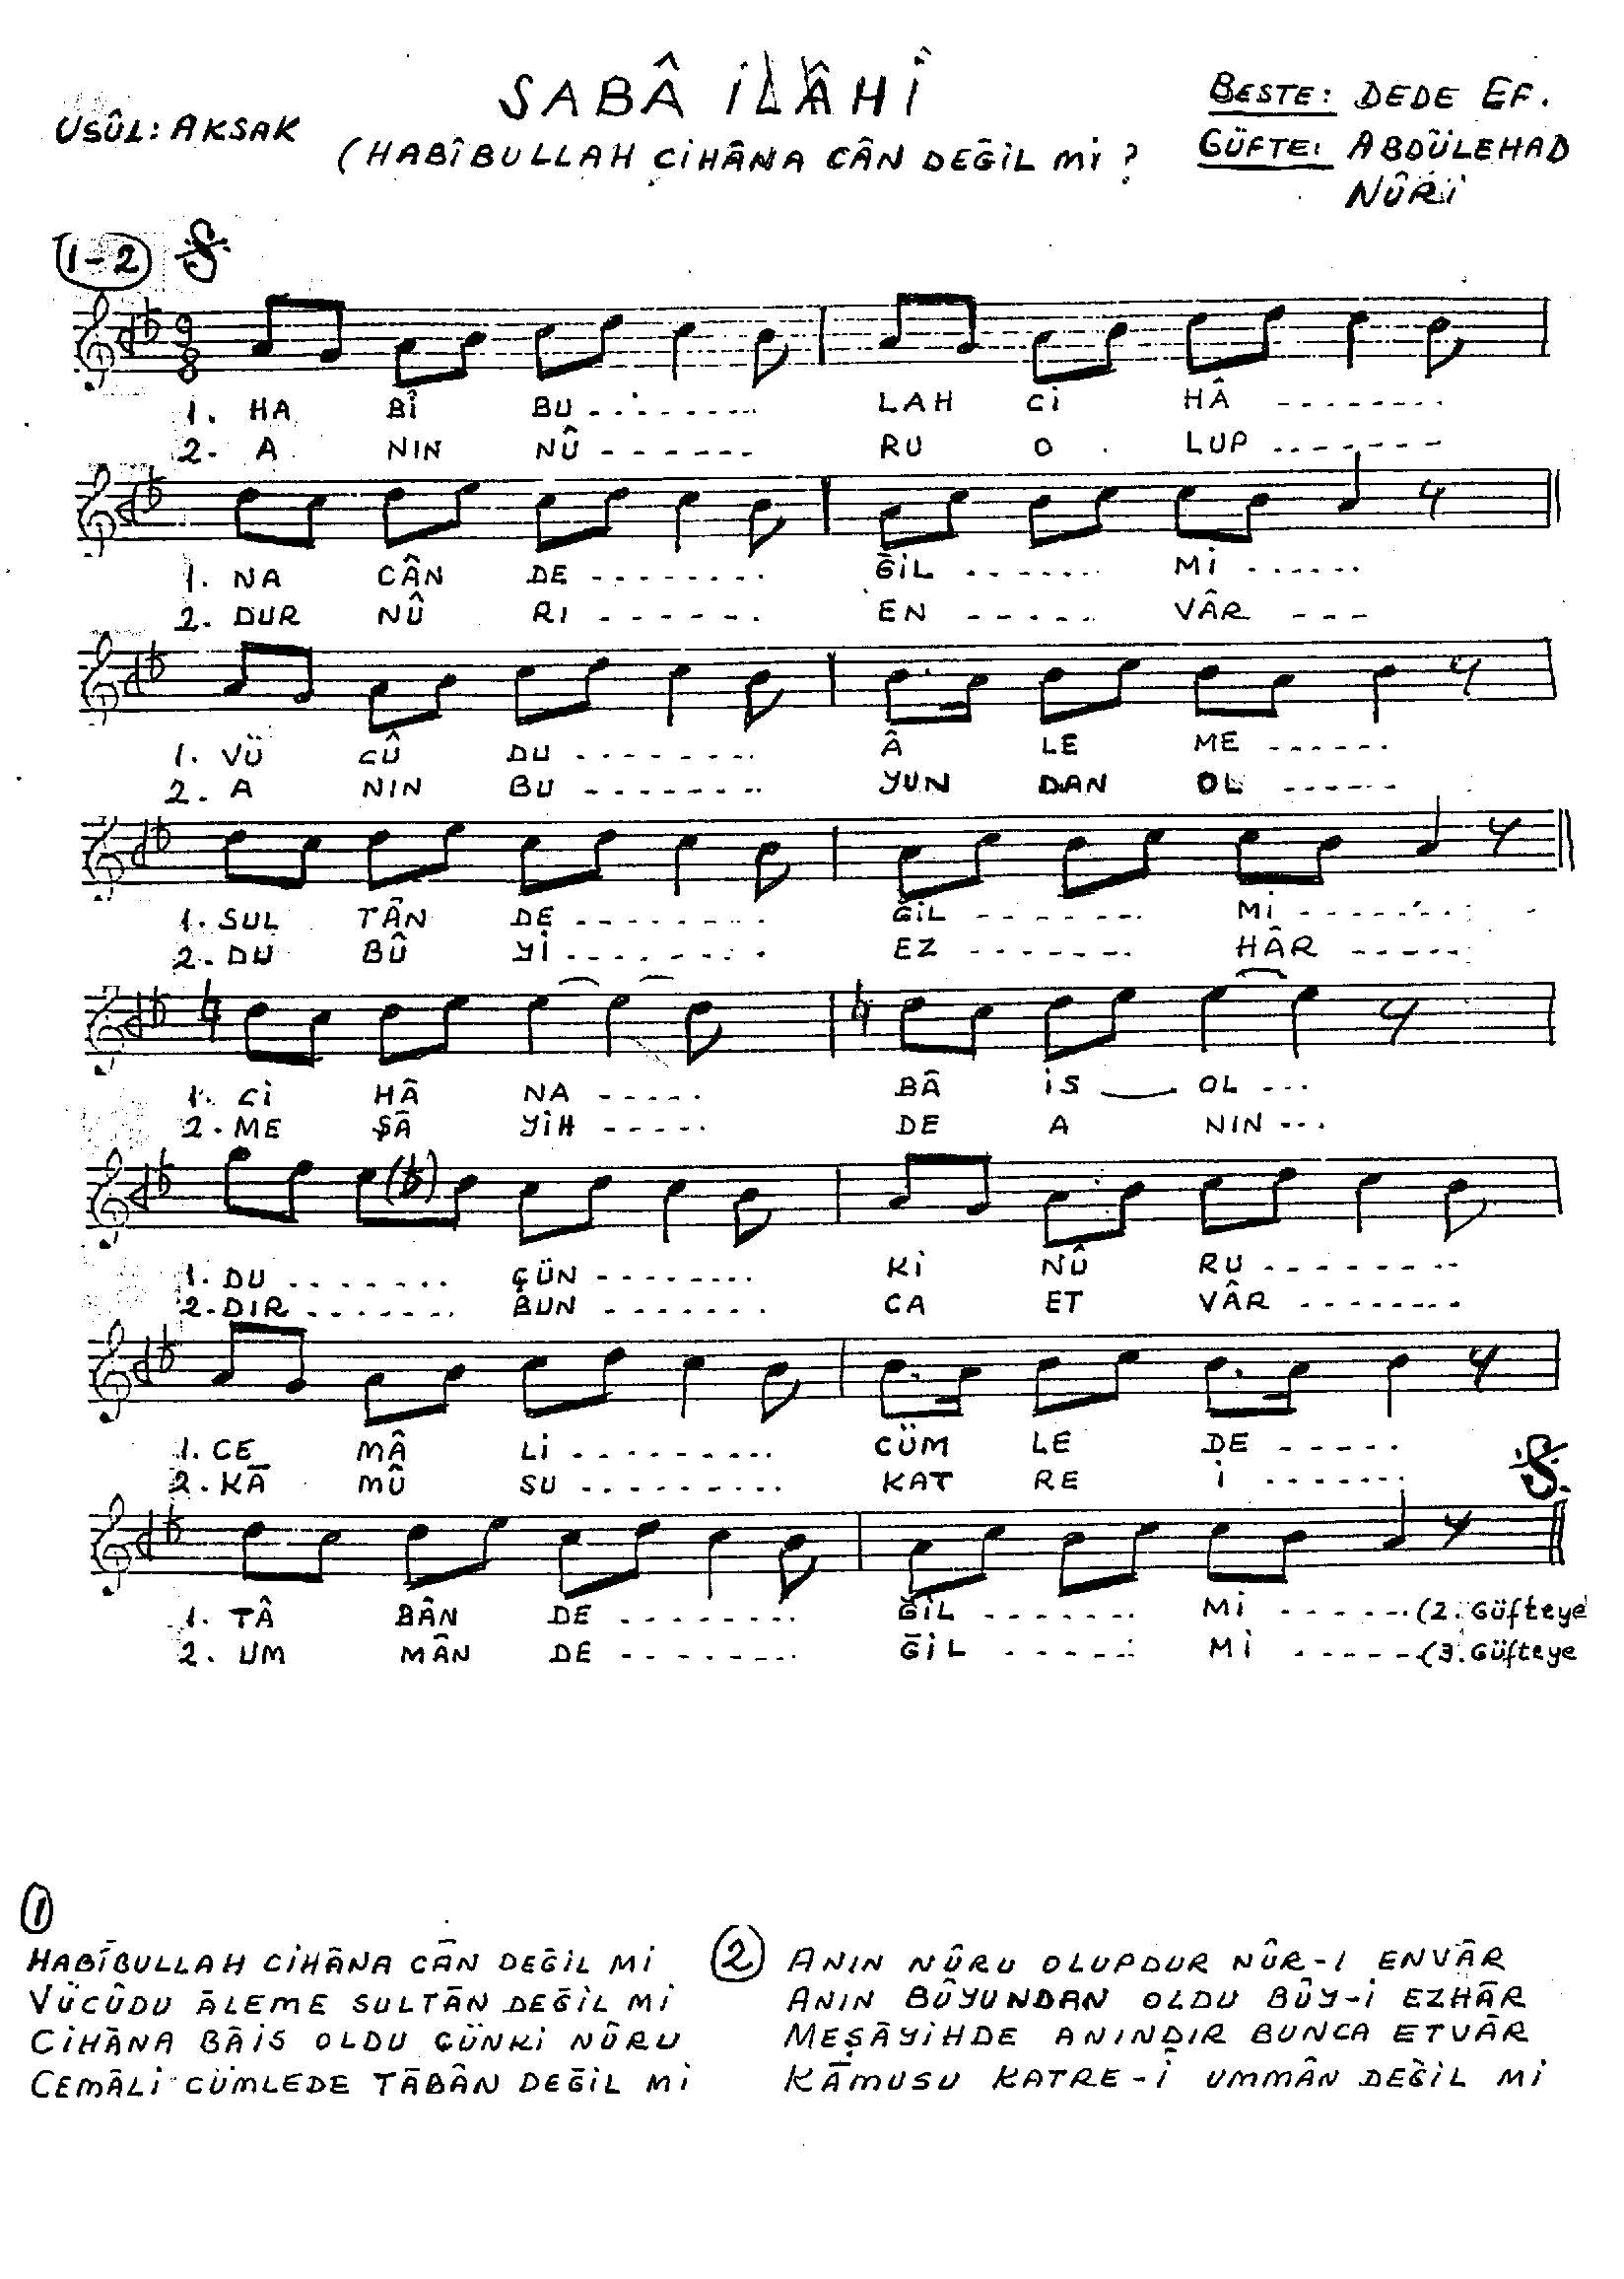 SABÂ İLÂHİ
USÛL: AKSAK
(HABÎBULLAH CİHÂNA CÂN DEĞİL Mİ?
BESTE: DEDE EF.
GÜFTE: ABDÜLEHAD
NÛRİ
1-2
9
8
1. HA BÎ BU........... LAH Cİ HÂ --------
2. A NIN NÛ ------- RU O LUP -------
1. NA CÂN DE -------- ĞİL ------ Mİ ------
2. DUR NÛ RI ------- EN ------ VÂR ---
1. VÜ CÛ DU --------- Â LE ME ------
2. A NIN BU -------- YUN DAN OL ------
1. SUL TÂN DE --------- ĞİL ------- Mİ -------
2. DU BÛ Yİ --------- EZ ------- HÂR -----
1. Cİ HÂ NA ----- BÂ İS OL ---
2. ME ŞÂ YİH ----- DE A NIN ---
1. DU ------- ÇÜN ------- Kİ NÛ RU --------
2. DIR ------- BUN ------- CA ET VÂR -------
1. CE MÂ Lİ --------- CÜM LE DE -----
2. KÂ MÛ SU --------- KAT RE İ ------
1. TÂ BÂN DE -------- ĞİL ------ Mİ ------ (2. Güfteye
2. UM MÂN DE -------- ĞİL ------ Mİ ------ (3. Güfteye
1
HABÎBULLAH CİHÂNA CÂN DEĞİL Mİ
VÜCÛDU ÂLEME SULTÂN DEĞİL Mİ
CİHÂNA BÂİS OLDU ÇÜNKİ NÛRU
CEMÂLİ CÜMLEDE TÂBÂN DEĞİL Mİ
2
ANIN NÛRU OLUPDUR NÛR-I ENVÂR
ANIN BÛYUNDAN OLDU BÛY-İ EZHÂR
MEŞÂYİHDE ANINDIR BUNCA ETVÂR
KÂMUSU KATRE-İ UMMÂN DEĞİL Mİ